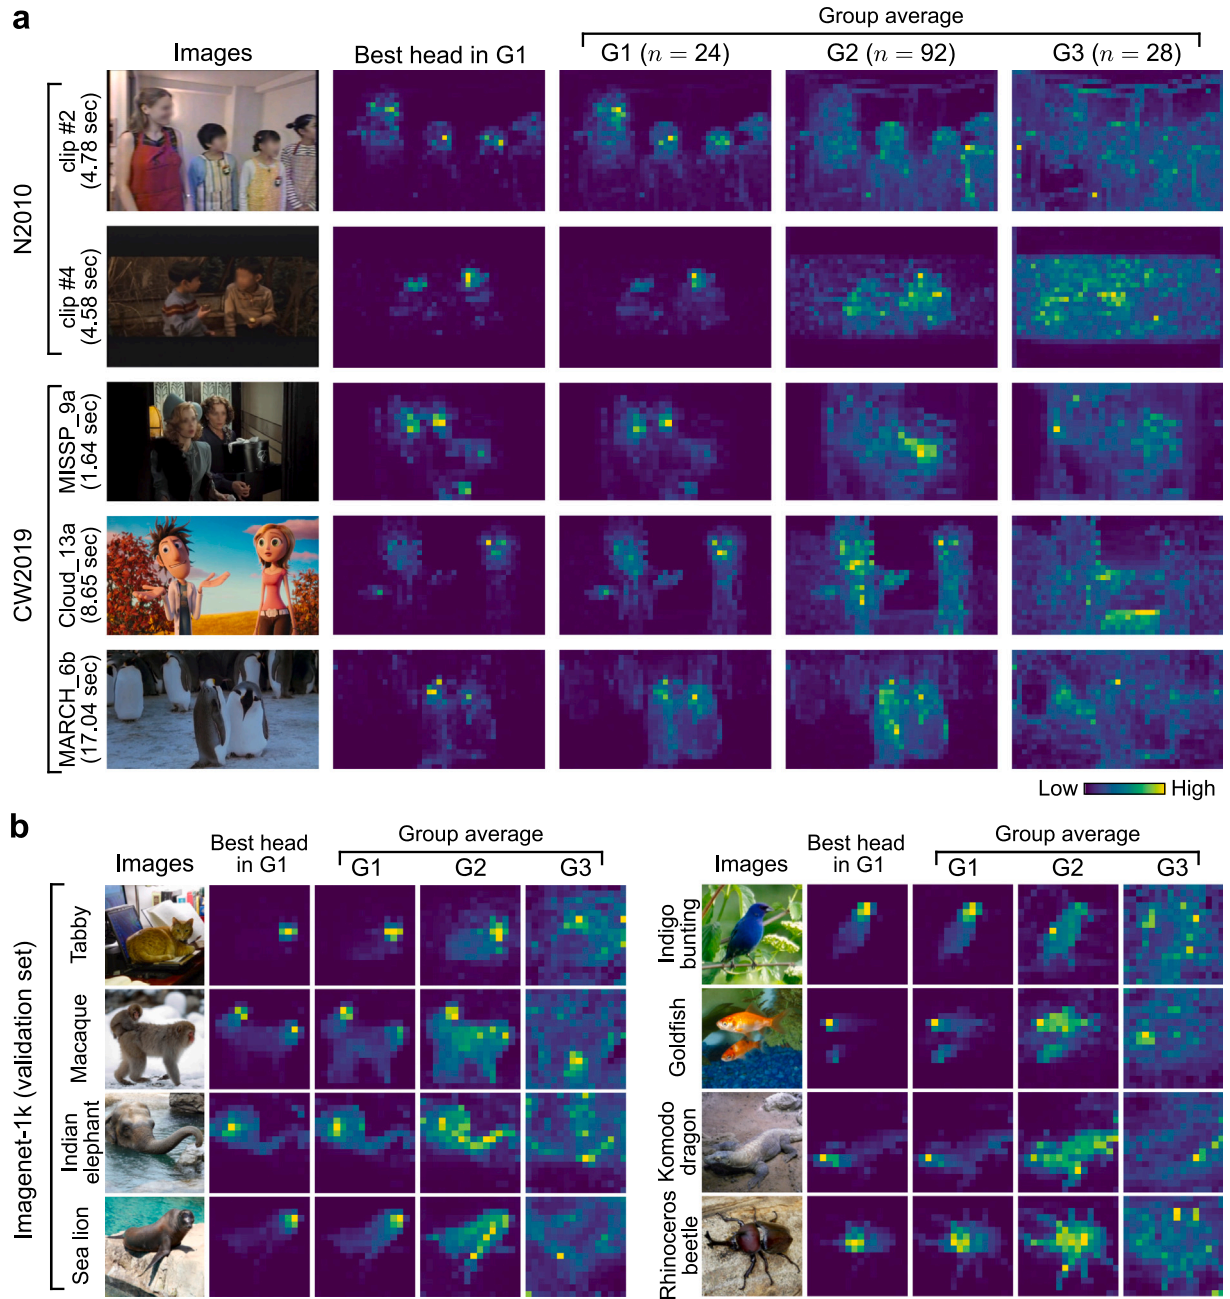 a
Group average
Images
Best head in G1
G1 (n = 24)
G2 (n = 92)
G3 (n = 28)
N2010
clip #2
(4.78 sec)
clip #4
(4.58 sec)
CW2019
MISSP_9a
(1.64 sec)
Cloud_13a
(8.65 sec)
MARCH_6b
(17.04 sec)
Low
High
b
Images
Best head
in G1
Group average
G1
G2
G3
Imagenet-1k (validation set)
Tabby
Macaque
Indian
elephant
Sea lion
Images
Best head
in G1
Group average
G1
G2
G3
Indigo
bunting
Goldfish
Komodo
dragon
Rhinoceros
beetle